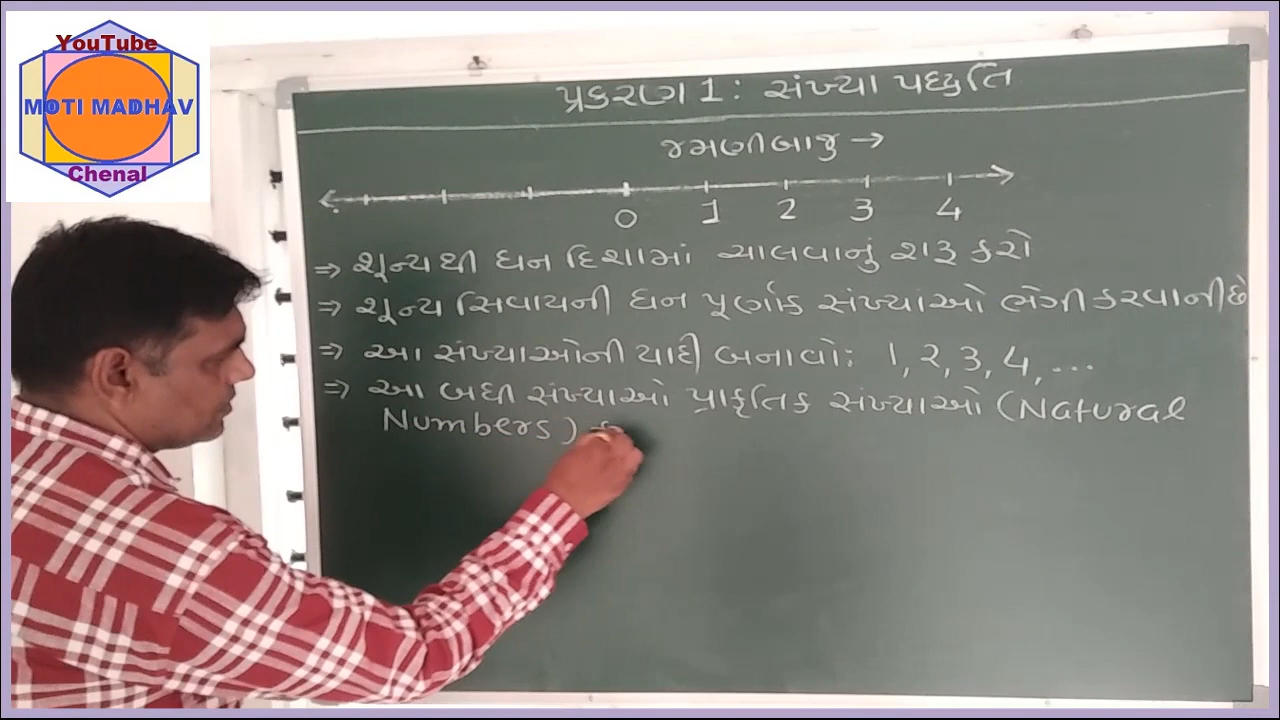 YouTube
MOTI MADHAV
Chenal
પ્રકરણ 1 : સંખ્યા પદ્ધતિ
જમણીબાજુ →
0 1 2 3 4
⇒ શૂન્યથી ધન દિશામાં ચાલવાનું શરૂ કરો
⇒ શૂન્ય સિવાયની ધન પૂર્ણાંક સંખ્યાંઓ ભેગી કરવાની છે
⇒ આ સંખ્યાઓની યાદી બનાવો: 1, ૨, 3, 4, ...
⇒ આ બધી સંખ્યાઓ પ્રાકૃતિક સંખ્યાઓ (Natural
Numbers)